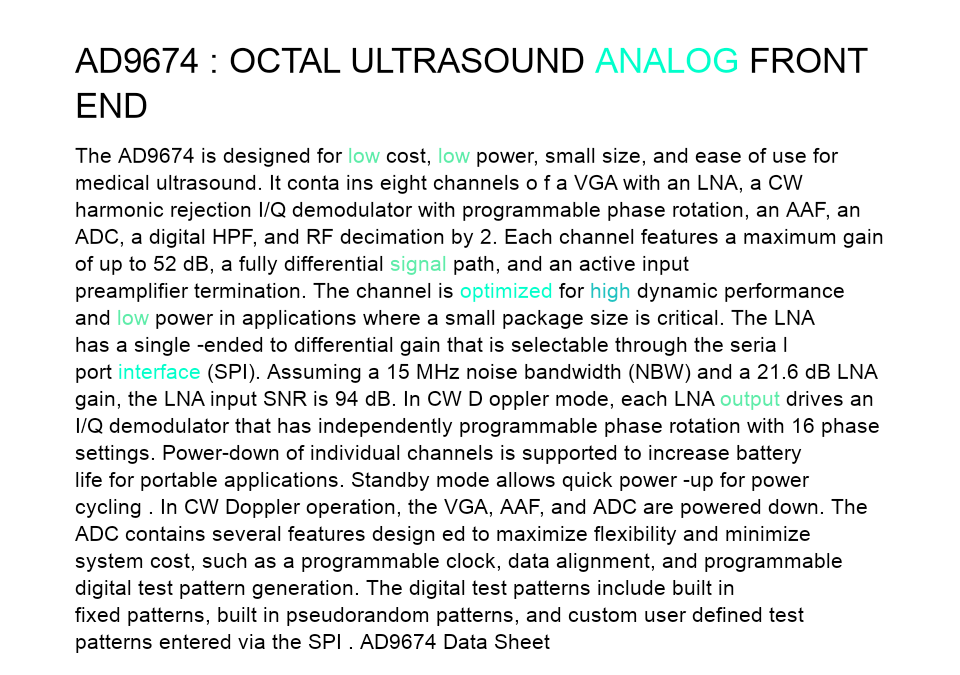 AD9674 : OCTAL ULTRASOUND ANALOG FRONT
END
The AD9674 is designed for low cost, low power, small size, and ease of use for
medical ultrasound. It conta ins eight channels o f a VGA with an LNA, a CW
harmonic rejection I/Q demodulator with programmable phase rotation, an AAF, an
ADC, a digital HPF, and RF decimation by 2. Each channel features a maximum gain
of up to 52 dB, a fully differential signal path, and an active input
preamplifier termination. The channel is optimized for high dynamic performance
and low power in applications where a small package size is critical. The LNA
has a single -ended to differential gain that is selectable through the seria l
port interface (SPI). Assuming a 15 MHz noise bandwidth (NBW) and a 21.6 dB LNA
gain, the LNA input SNR is 94 dB. In CW D oppler mode, each LNA output drives an
I/Q demodulator that has independently programmable phase rotation with 16 phase
settings. Power-down of individual channels is supported to increase battery
life for portable applications. Standby mode allows quick power -up for power
cycling . In CW Doppler operation, the VGA, AAF, and ADC are powered down. The
ADC contains several features design ed to maximize flexibility and minimize
system cost, such as a programmable clock, data alignment, and programmable
digital test pattern generation. The digital test patterns include built in
fixed patterns, built in pseudorandom patterns, and custom user defined test
patterns entered via the SPI . AD9674 Data Sheet